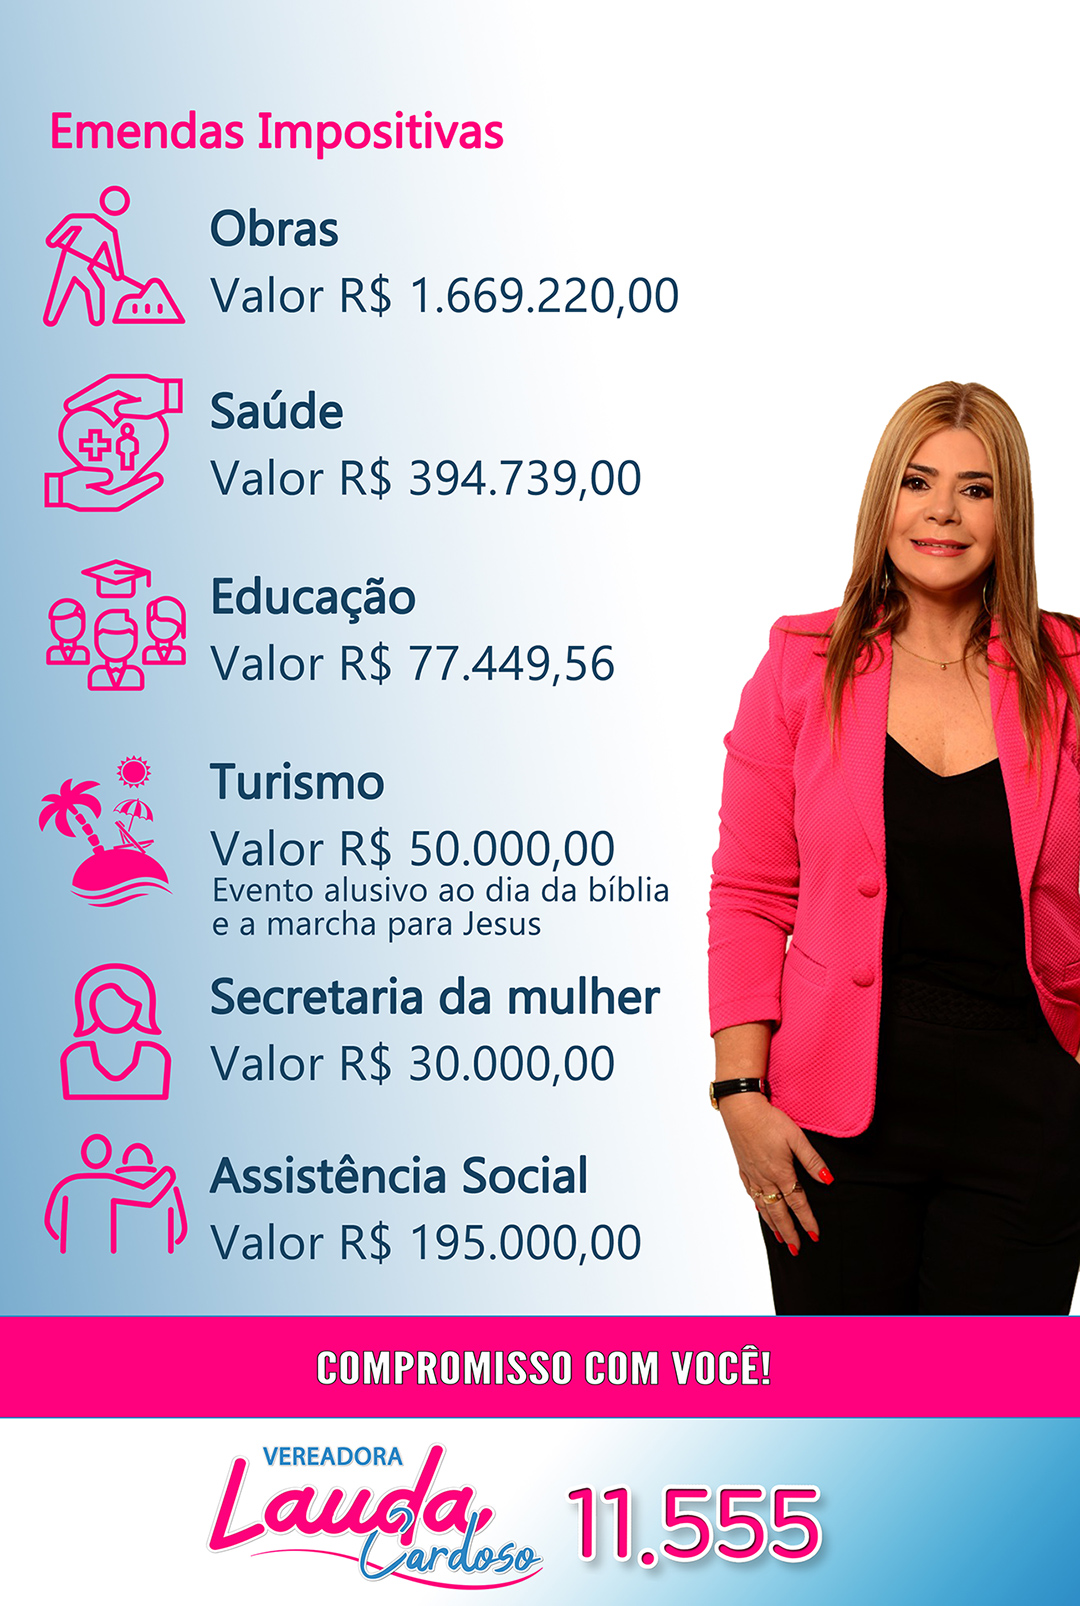 Emendas Impositivas
Obras
Valor R$ 1.669.220,00
Saúde
Valor R$ 394.739,00
Educação
Valor R$ 77.449,56
Turismo
Valor R$ 50.000,00
Evento alusivo ao dia da bíblia
e a marcha para Jesus
Secretaria da mulher
Valor R$ 30.000,00
Assistência Social
Valor R$ 195.000,00
COMPROMISSO COM VOCÊ!
VEREADORA
Lauda
Cardoso
11.555